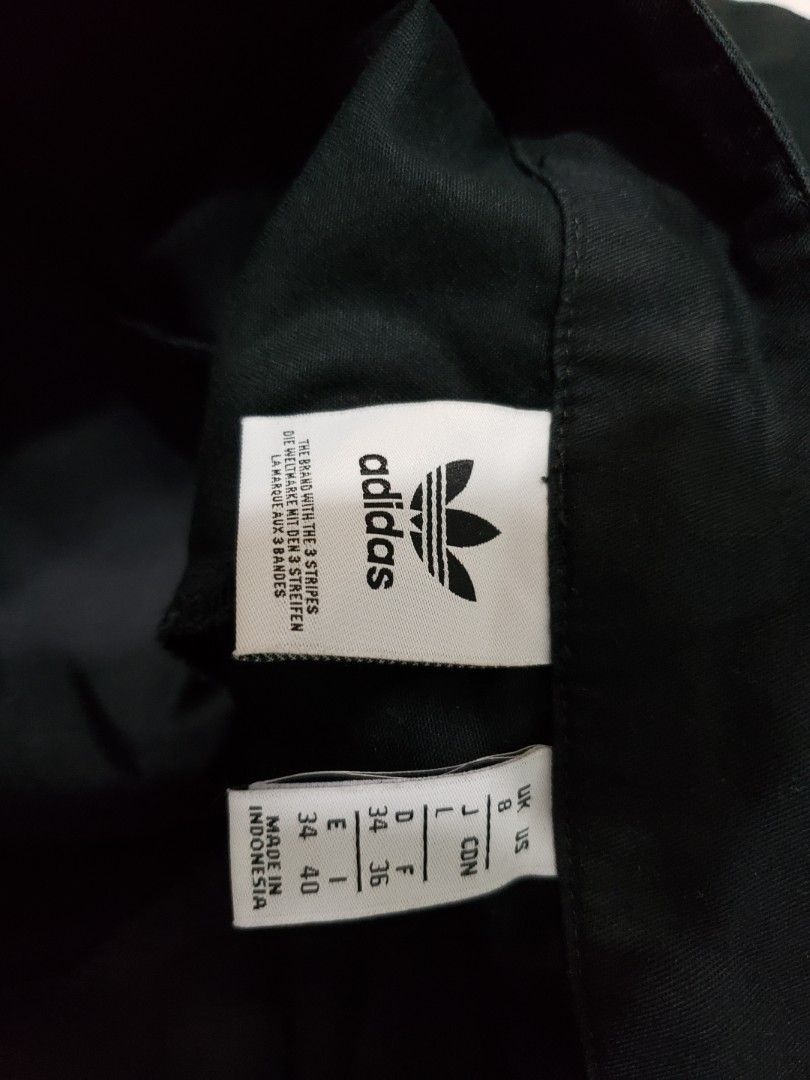 adidas
THE BRAND WITH THE 3 STRIPES
DIE WELTMARKE MIT DEN 3 STREIFEN
LA MARQUE AUX 3 BANDES
UK US
8
J CDN
L
D F
34 36
E I
34 40
MADE IN
INDONESIA